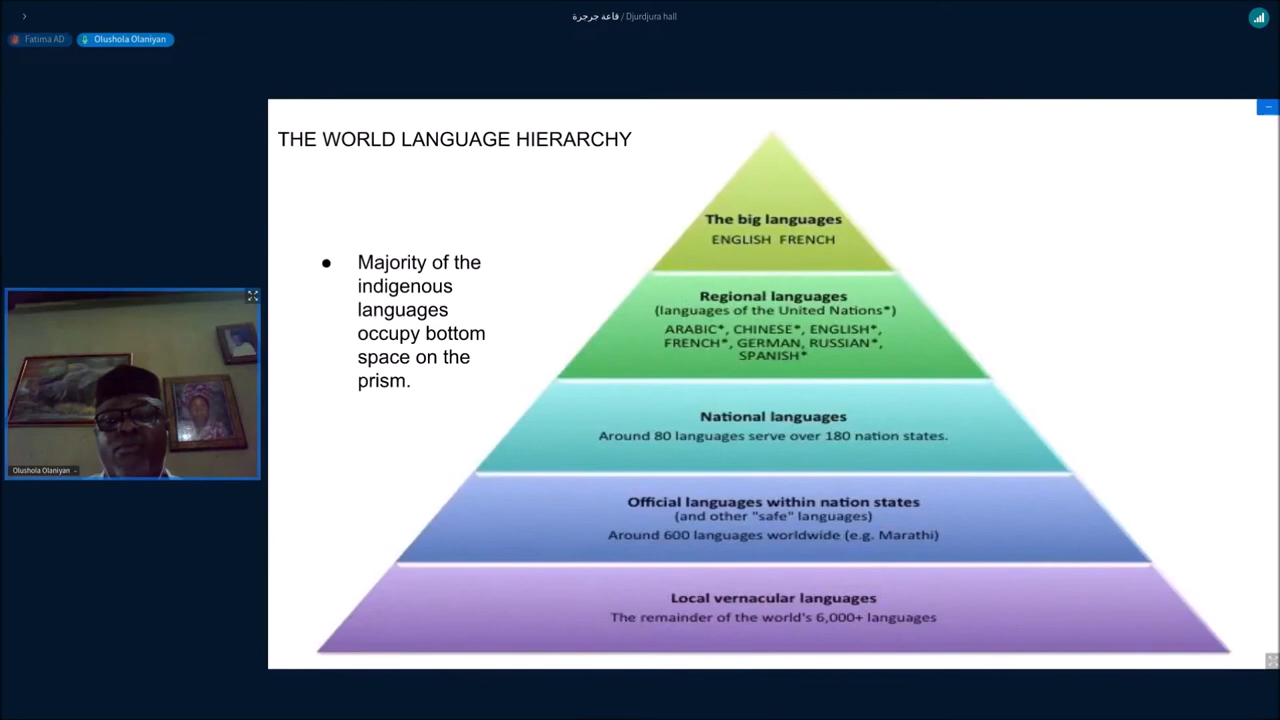 قاعة جرجرة / Djurdjura hall
Fatima AD
Olushola Olaniyan
THE WORLD LANGUAGE HIERARCHY
● Majority of the
indigenous
languages
occupy bottom
space on the
prism.
The big languages
ENGLISH FRENCH
Regional languages
(languages of the United Nations*)
ARABIC*, CHINESE*, ENGLISH*,
FRENCH*, GERMAN, RUSSIAN*,
SPANISH*
National languages
Around 80 languages serve over 180 nation states.
Official languages within nation states
(and other "safe" languages)
Around 600 languages worldwide (e.g. Marathi)
Local vernacular languages
The remainder of the world's 6,000+ languages
Olushola Olaniyan